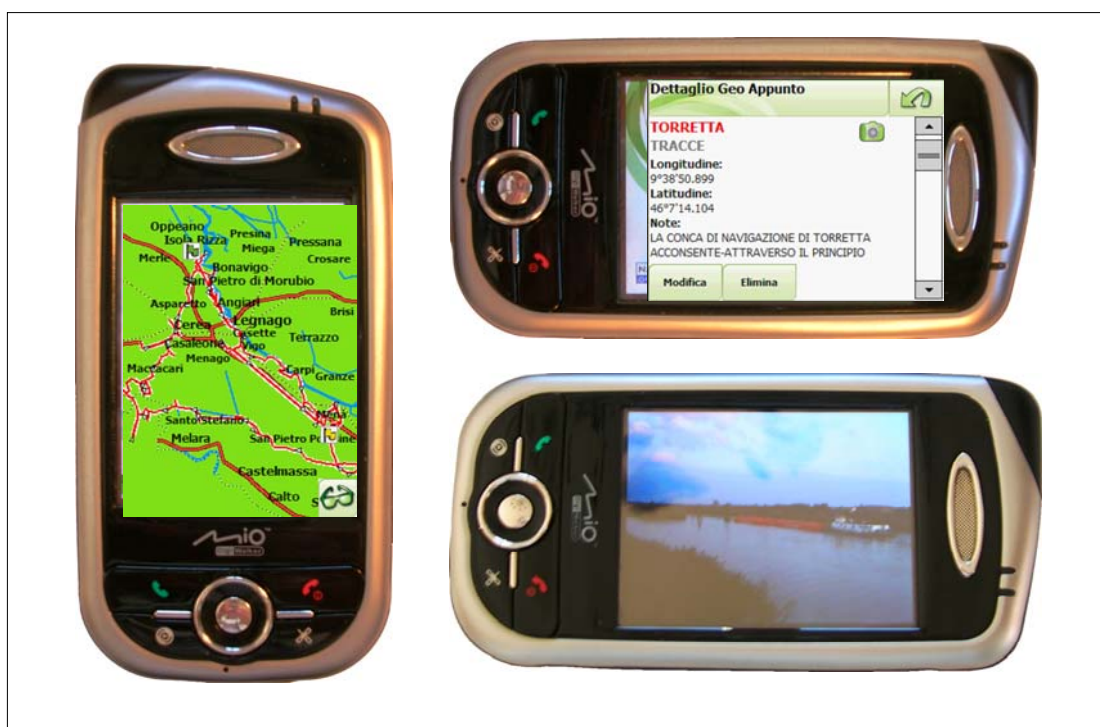 Oppeano
Isola Rizza
Presina
Miega
Pressana
Crosare
Merle
Bonavigo
San Pietro di Morubio
Asparetto
Angiari
Brisi
Cerea
Legnago
Casette
Vigo
Terrazzo
Casaleone
Menago
Maccacari
Carpi
Granze
Santo Stefano
Melara
Castelmassa
Calto
Mio
Dettaglio Geo Appunto
TORRETTA
TRACCE
Longitudine:
9°38'50.899
Latitudine:
46°7'14.104
Note:
LA CONCA DI NAVIGAZIONE DI TORRETTA
ACCONSENTE-ATTRAVERSO IL PRINCIPIO
Modifica Elimina
Mio
Mio